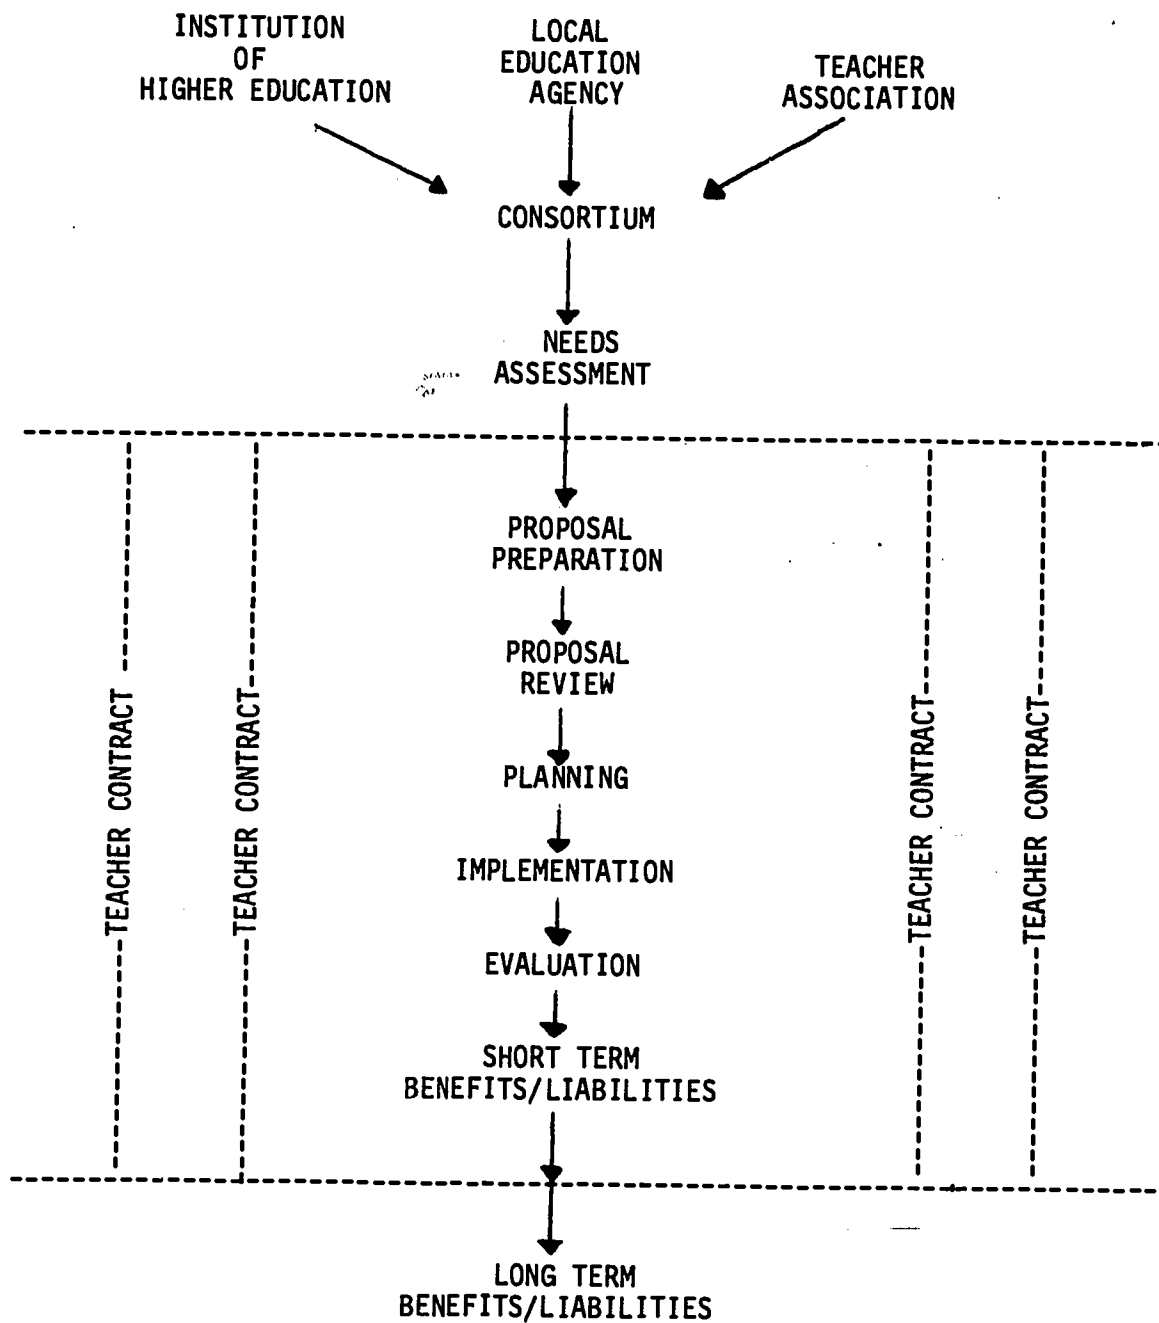 INSTITUTION
OF
HIGHER EDUCATION
LOCAL
EDUCATION
AGENCY
TEACHER
ASSOCIATION
CONSORTIUM
NEEDS
ASSESSMENT
PROPOSAL
PREPARATION
PROPOSAL
REVIEW
PLANNING
IMPLEMENTATION
EVALUATION
SHORT TERM
BENEFITS/LIABILITIES
TEACHER CONTRACT
TEACHER CONTRACT
TEACHER CONTRACT
TEACHER CONTRACT
LONG TERM
BENEFITS/LIABILITIES